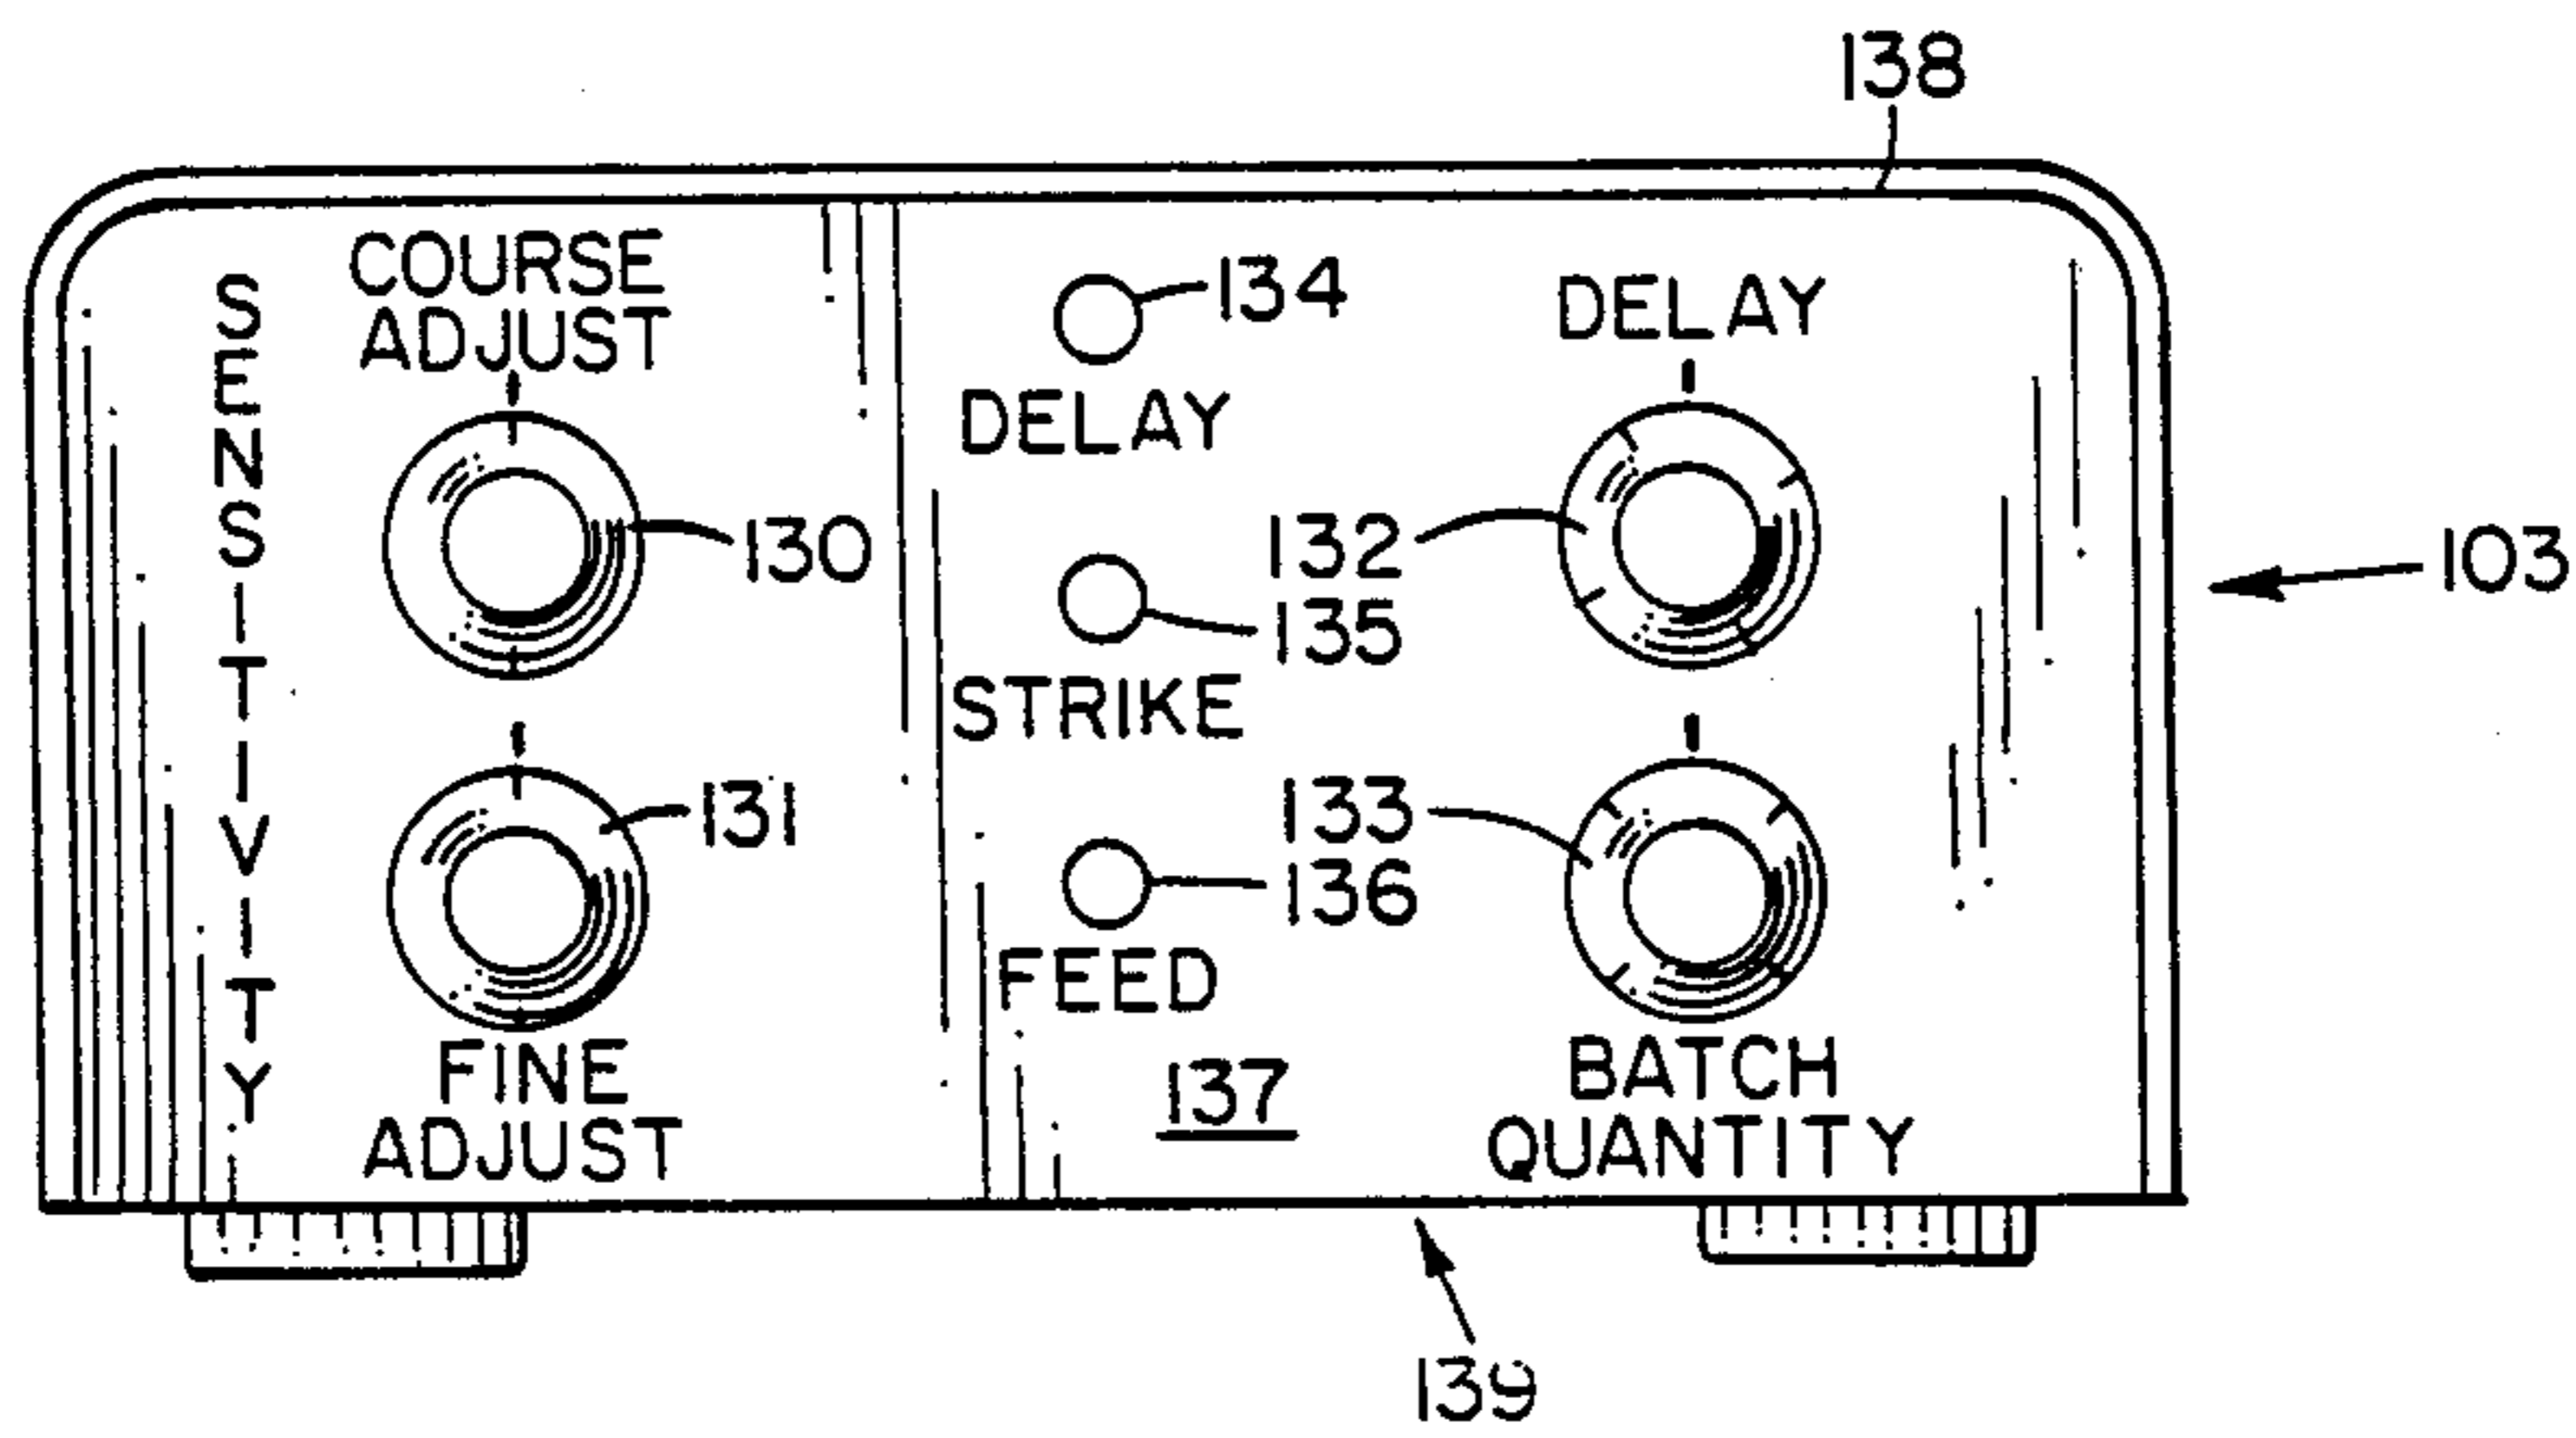 138
COURSE
ADJUST
SENSITIVITY
134
DELAY
DELAY
130
132
135
103
STRIKE
131
133
136
FEED
FINE
ADJUST
137
BATCH
QUANTITY
139